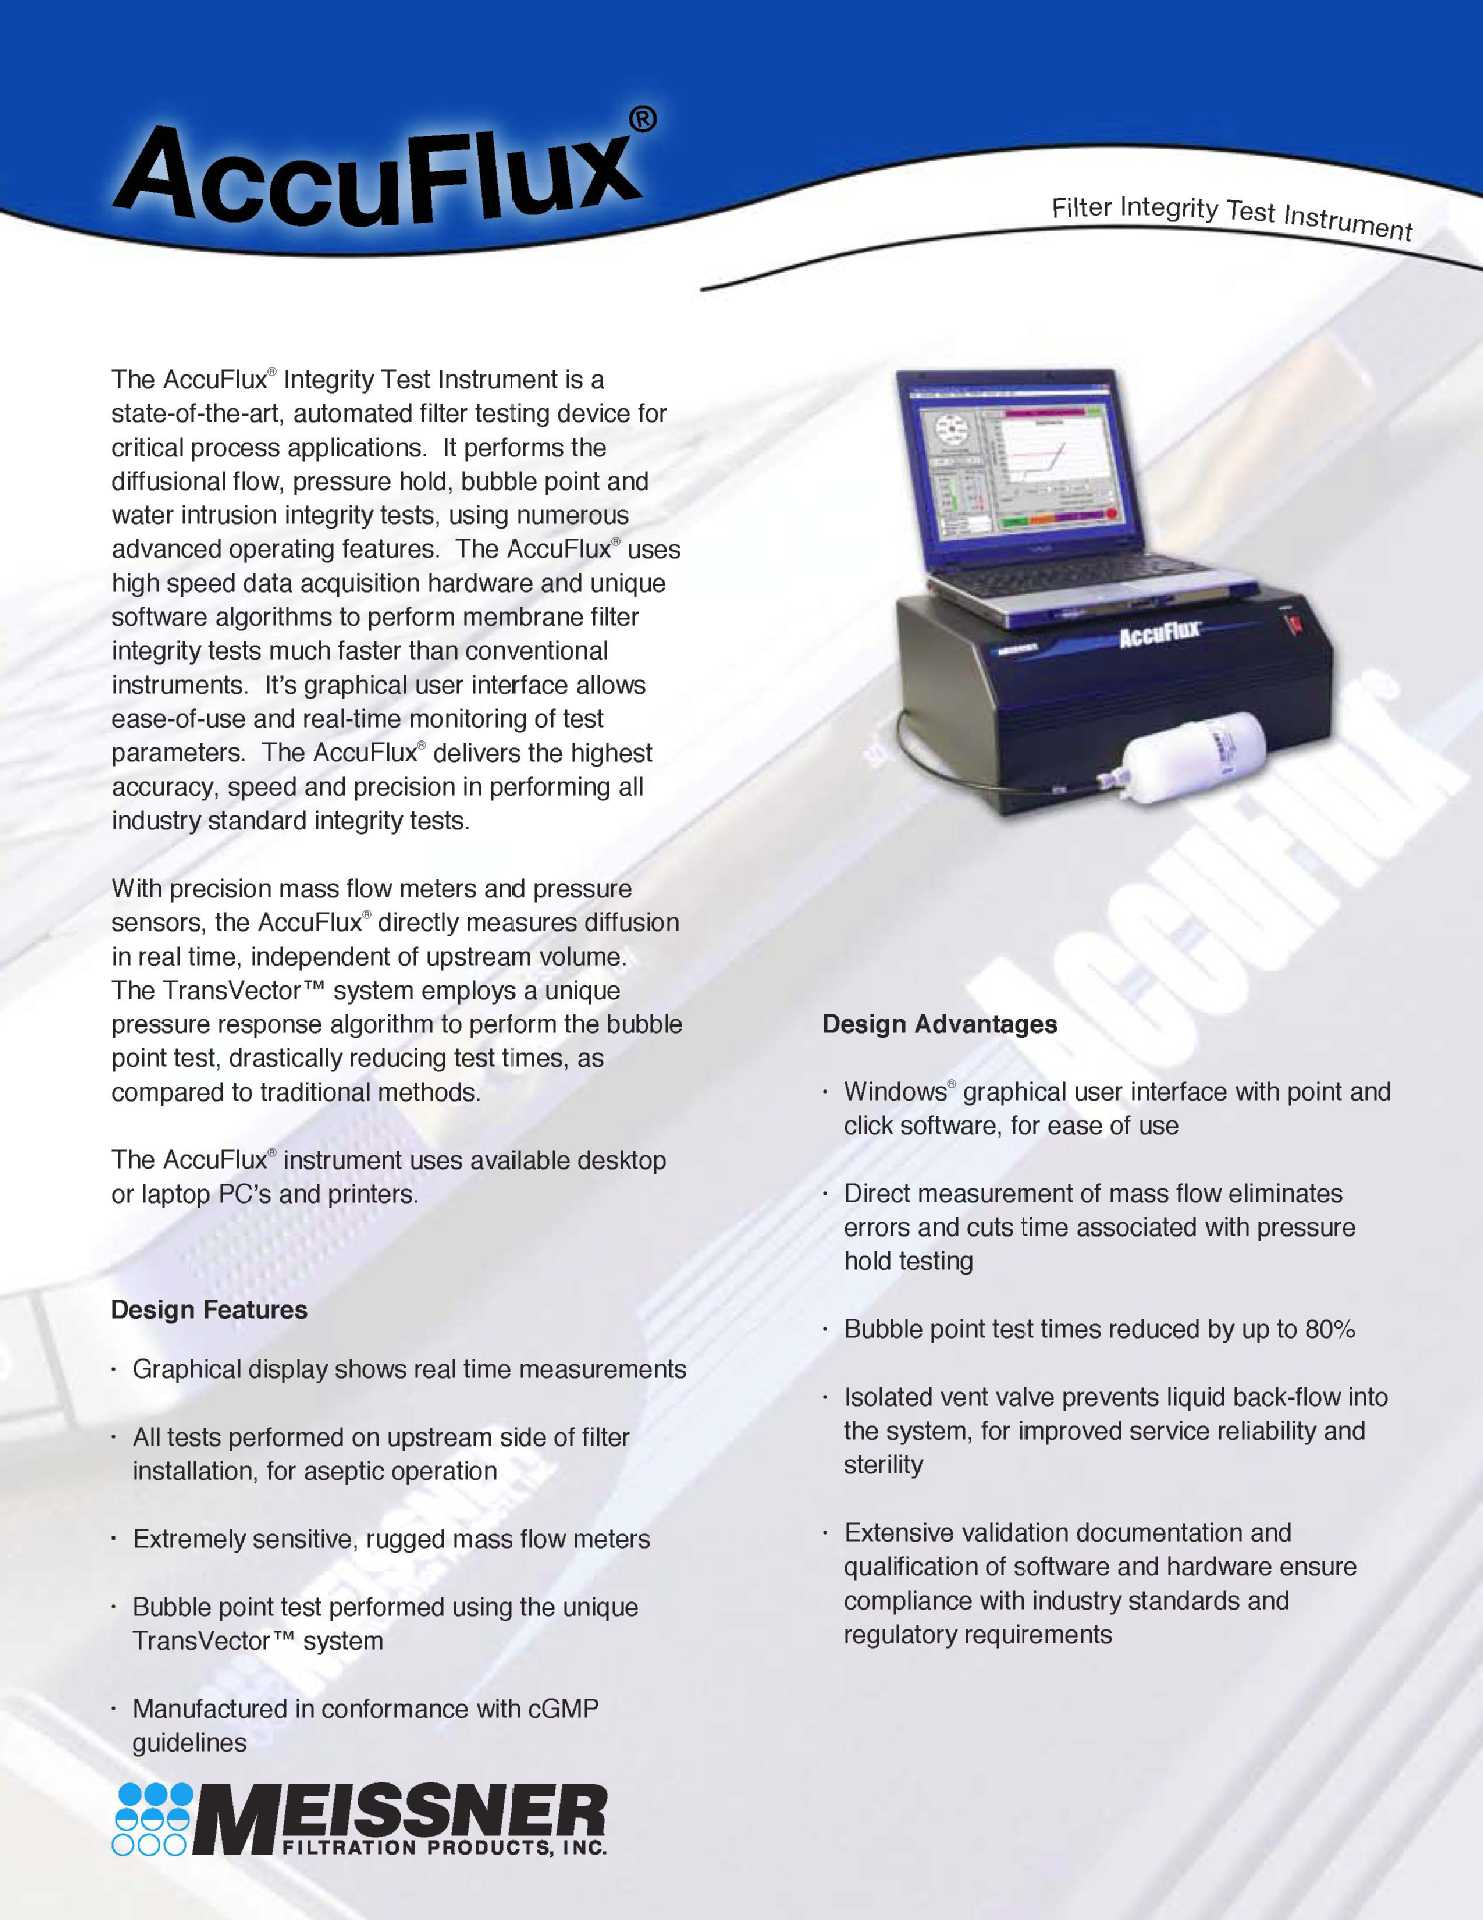 AccuFlux®
Filter Integrity Test Instrument
The AccuFlux® Integrity Test Instrument is a
state-of-the-art, automated filter testing device for
critical process applications.  It performs the
diffusional flow, pressure hold, bubble point and
water intrusion integrity tests, using numerous
advanced operating features.  The AccuFlux® uses
high speed data acquisition hardware and unique
software algorithms to perform membrane filter
integrity tests much faster than conventional
instruments.  It's graphical user interface allows
ease-of-use and real-time monitoring of test
parameters.  The AccuFlux® delivers the highest
accuracy, speed and precision in performing all
industry standard integrity tests.
With precision mass flow meters and pressure
sensors, the AccuFlux® directly measures diffusion
in real time, independent of upstream volume.
The TransVector™ system employs a unique
pressure response algorithm to perform the bubble
point test, drastically reducing test times, as
compared to traditional methods.
The AccuFlux® instrument uses available desktop
or laptop PC's and printers.
Design Features
· Graphical display shows real time measurements
· All tests performed on upstream side of filter
installation, for aseptic operation
· Extremely sensitive, rugged mass flow meters
· Bubble point test performed using the unique
TransVector™ system
· Manufactured in conformance with cGMP
guidelines
MEISSNER
FILTRATION PRODUCTS, INC.
MEISSNER
AccuFlux
AccuFlux®
Design Advantages
· Windows® graphical user interface with point and
click software, for ease of use
· Direct measurement of mass flow eliminates
errors and cuts time associated with pressure
hold testing
· Bubble point test times reduced by up to 80%
· Isolated vent valve prevents liquid back-flow into
the system, for improved service reliability and
sterility
· Extensive validation documentation and
qualification of software and hardware ensure
compliance with industry standards and
regulatory requirements
MEISSNER